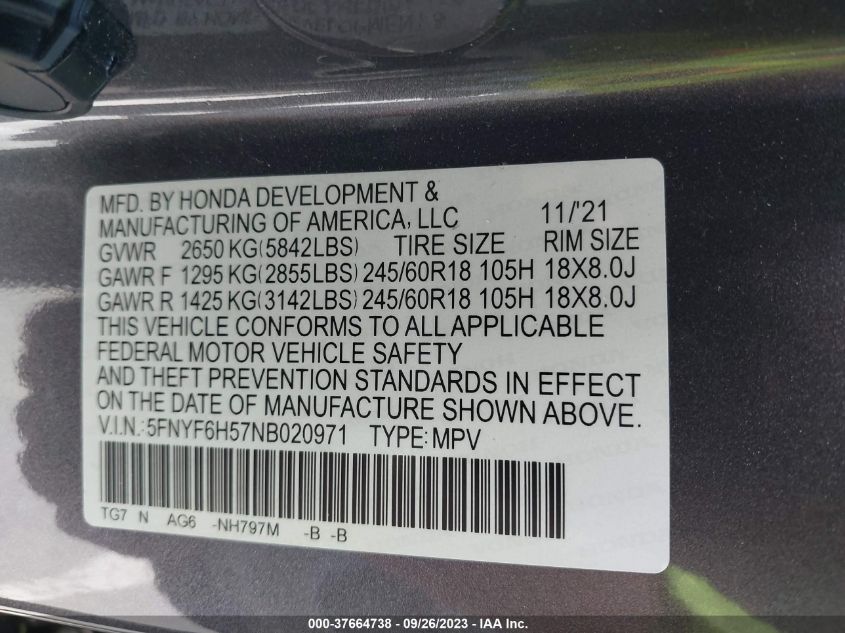 MFD. BY HONDA DEVELOPMENT &
MANUFACTURING OF AMERICA, LLC 11/'21
GVWR 2650 KG(5842LBS) TIRE SIZE RIM SIZE
GAWR F 1295 KG(2855LBS) 245/60R18 105H 18X8.0J
GAWR R 1425 KG(3142LBS) 245/60R18 105H 18X8.0J
THIS VEHICLE CONFORMS TO ALL APPLICABLE
FEDERAL MOTOR VEHICLE SAFETY
AND THEFT PREVENTION STANDARDS IN EFFECT
ON THE DATE OF MANUFACTURE SHOWN ABOVE.
V.I.N.:5FNYF6H57NB020971 TYPE:MPV
TG7 N AG6 -NH797M -B -B
000-37664738 - 09/26/2023 - IAA Inc.